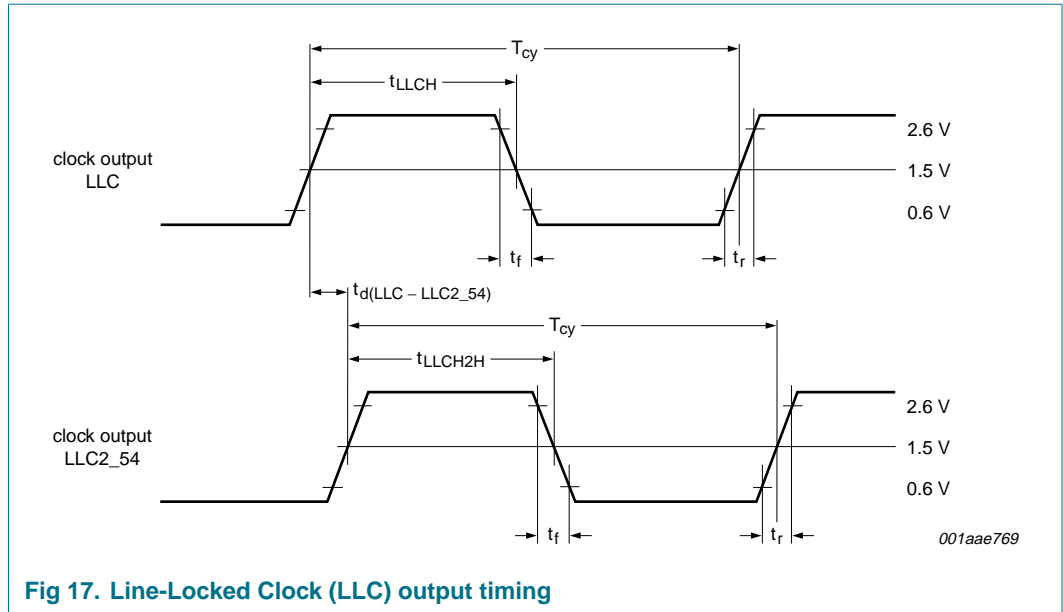 Tcy
tLLCH
2.6 V
clock output
LLC
1.5 V
0.6 V
tf
tr
td(LLC – LLC2_54)
Tcy
tLLCH2H
2.6 V
clock output
LLC2_54
1.5 V
0.6 V
tf
tr
001aae769
Fig 17. Line-Locked Clock (LLC) output timing